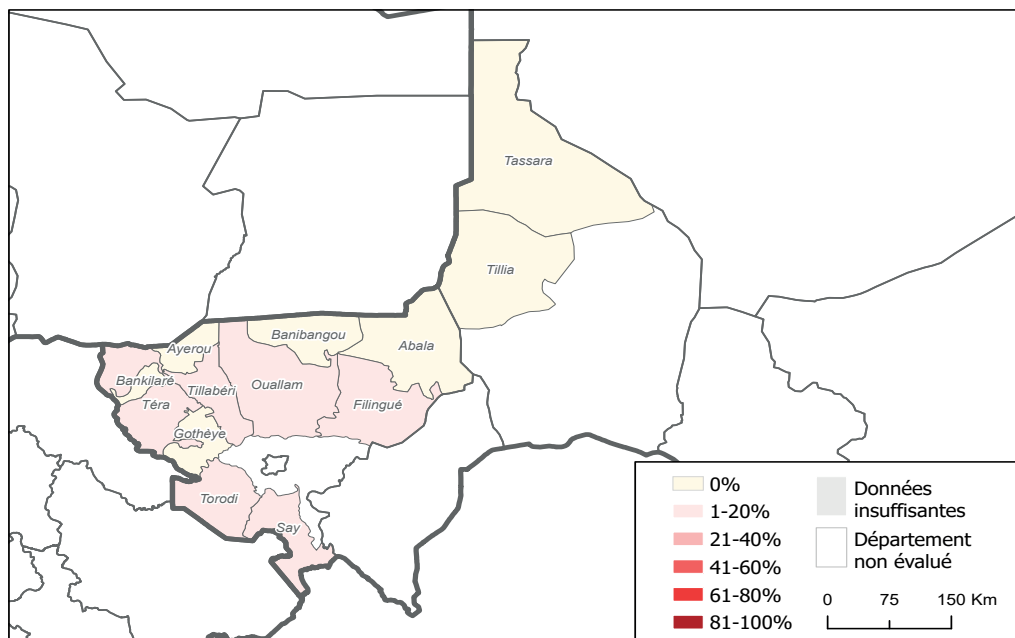 Tassara
Tillia
Banibangou
Ayerou
Abala
Bankilaré
Tillabéri
Ouallam
Téra
Filingué
Gothèye
Torodi
Say
0%
1-20%
21-40%
41-60%
61-80%
81-100%
Données
insuffisantes
Département
non évalué
0 75 150 Km